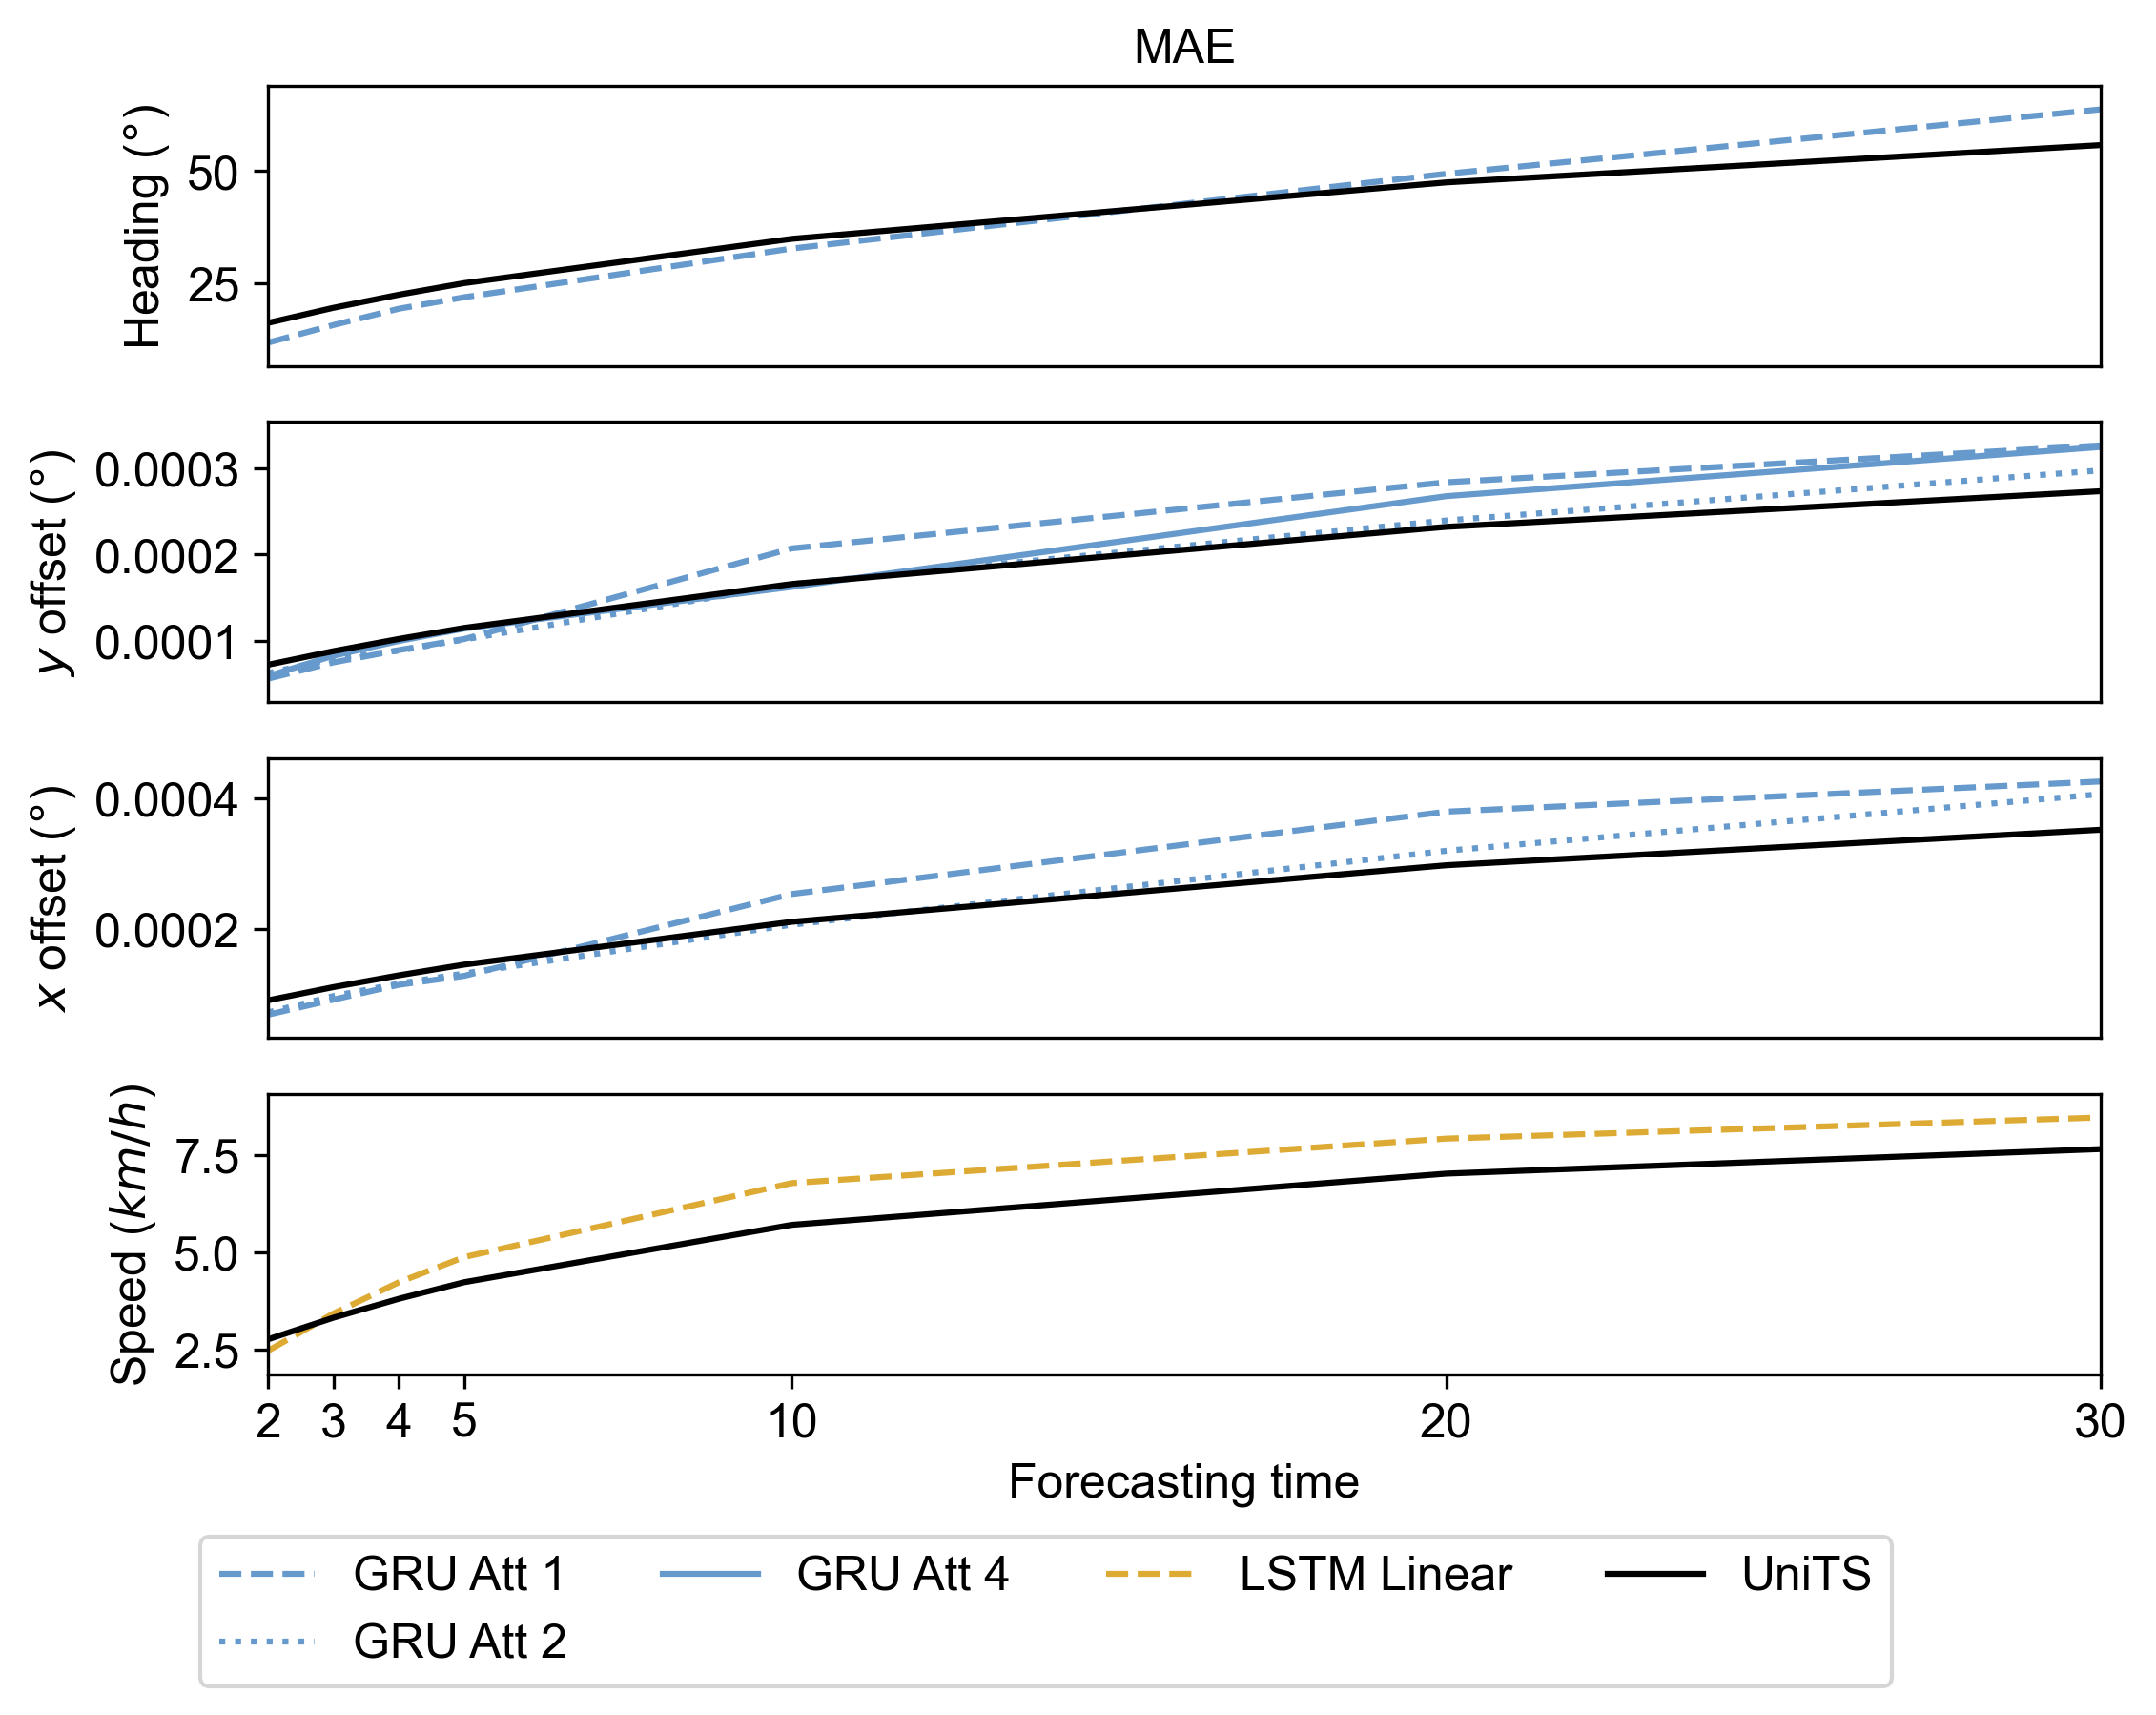 MAE
Heading (°)
50
25
y offset (°)
0.0003
0.0002
0.0001
x offset (°)
0.0004
0.0002
Speed (km/h)
7.5
5.0
2.5
2 3 4 5 10 20 30
Forecasting time
GRU Att 1 GRU Att 4 LSTM Linear UniTS
GRU Att 2